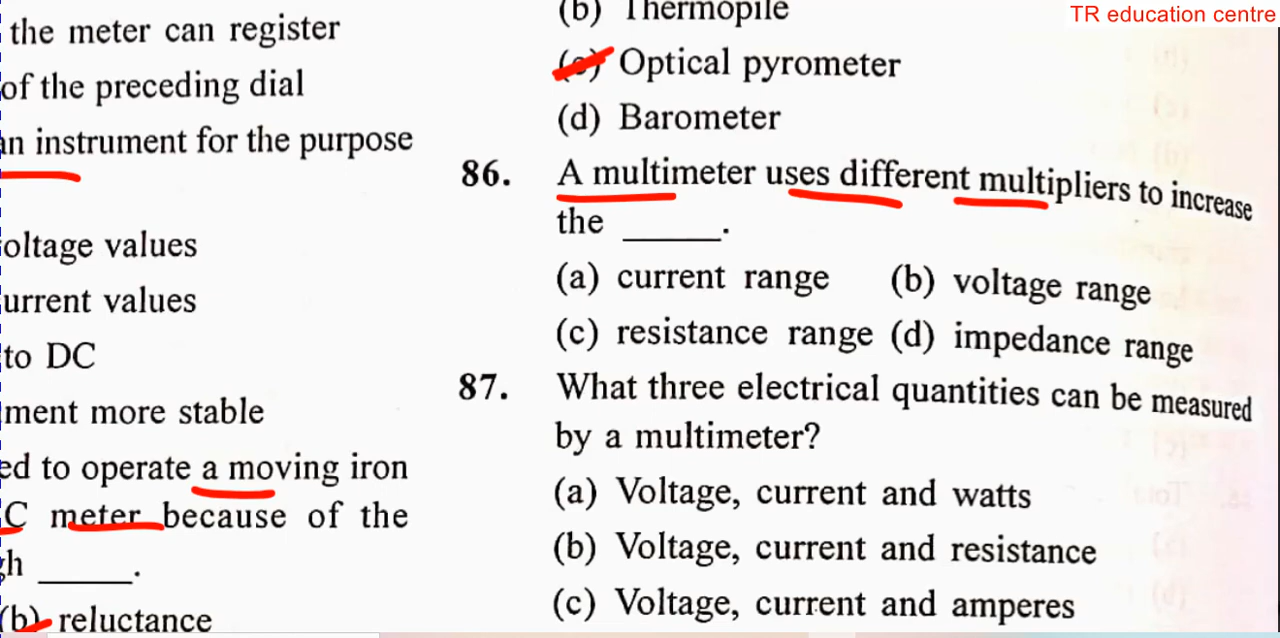 the meter can register
of the preceding dial
an instrument for the purpose
oltage values
urrent values
to DC
ment more stable
ed to operate a moving iron
C meter because of the
gh _____.
(b) reluctance
TR education centre
(b) Thermopile
(c) Optical pyrometer
(d) Barometer
86. A multimeter uses different multipliers to increase
the _____.
(a) current range (b) voltage range
(c) resistance range (d) impedance range
87. What three electrical quantities can be measured
by a multimeter?
(a) Voltage, current and watts
(b) Voltage, current and resistance
(c) Voltage, current and amperes